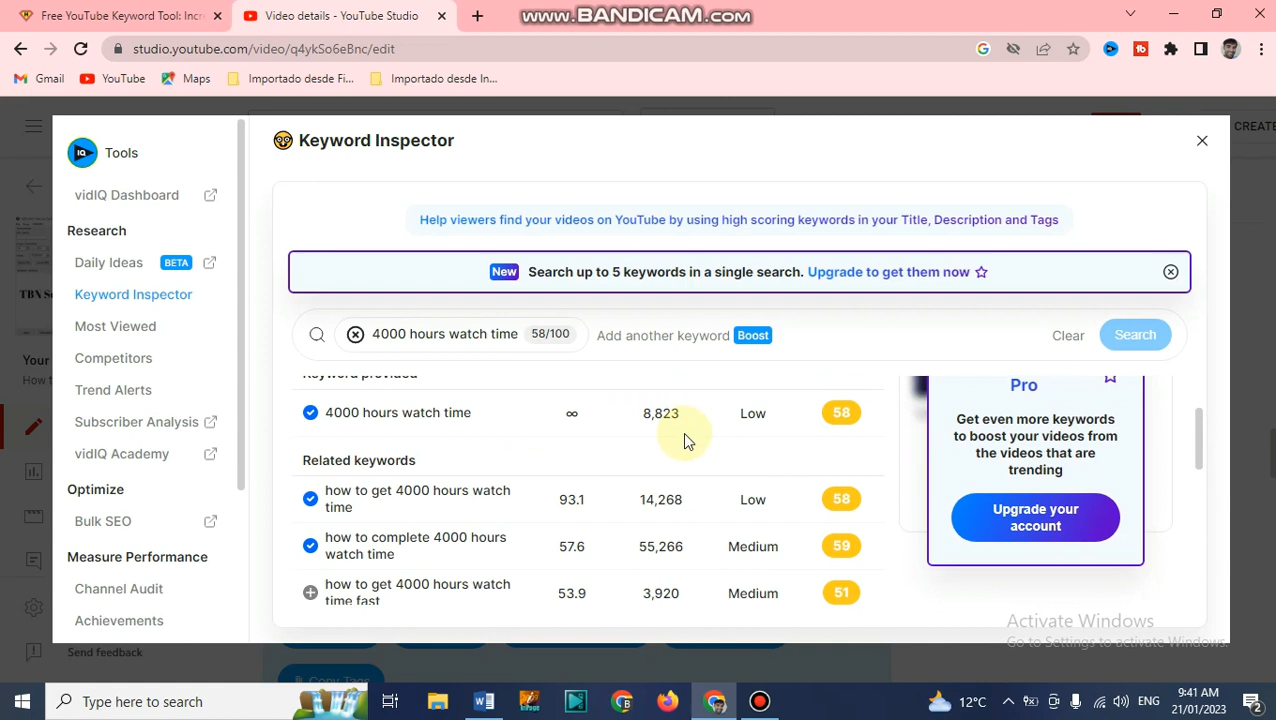 Free YouTube Keyword Tool: Incr
Video details - YouTube Studio
www.BANDICAM.com
studio.youtube.com/video/q4ykSo6eBnc/edit
Gmail
YouTube
Maps
Importado desde Fi...
Importado desde In...
CREATE
Tools
vidIQ Dashboard
Research
Daily Ideas BETA
Keyword Inspector
Most Viewed
Competitors
Trend Alerts
Subscriber Analysis
vidIQ Academy
Optimize
Bulk SEO
Measure Performance
Channel Audit
Achievements
Keyword Inspector
Help viewers find your videos on YouTube by using high scoring keywords in your Title, Description and Tags
New Search up to 5 keywords in a single search. Upgrade to get them now
4000 hours watch time 58/100 Add another keyword Boost Clear Search
Keyword provided
4000 hours watch time ∞ 8,823 Low 58
Related keywords
how to get 4000 hours watch
time
93.1 14,268 Low 58
how to complete 4000 hours
watch time
57.6 55,266 Medium 59
how to get 4000 hours watch
time fast
53.9 3,920 Medium 51
Pro
Get even more keywords
to boost your videos from
the videos that are
trending
Upgrade your
account
Activate Windows
Go to Settings to activate Windows.
TBN S
Your
How t
Send feedback
Copy Tags
Type here to search
12°C
ENG
9:41 AM
21/01/2023
2